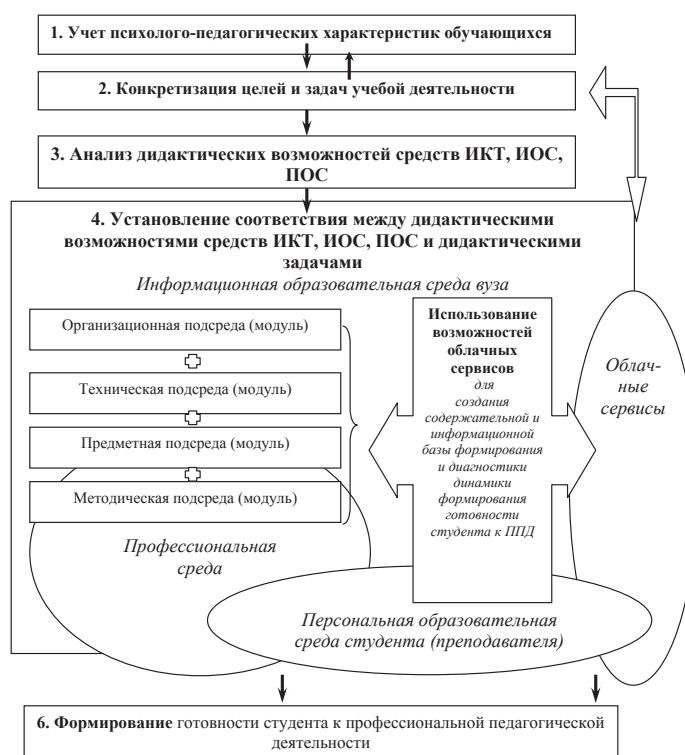 1. Учет психолого-педагогических характеристик обучающихся
2. Конкретизация целей и задач учебой деятельности
3. Анализ дидактических возможностей средств ИКТ, ИОС,
ПОС
4. Установление соответствия между дидактическими
возможностями средств ИКТ, ИОС, ПОС и дидактическими
задачами
Информационная образовательная среда вуза
Организационная подсреда (модуль)
Техническая подсреда (модуль)
Предметная подсреда (модуль)
Методическая подсреда (модуль)
Профессиональная
среда
Использование
возможностей
облачных
сервисов
для
создания
содержательной и
информационной
базы формирования
и диагностики
динамики
формирования
готовности
студента к ППД
Облач-
ные
сервисы
Персональная образовательная
среда студента (преподавателя)
6. Формирование готовности студента к профессиональной педагогической
деятельности